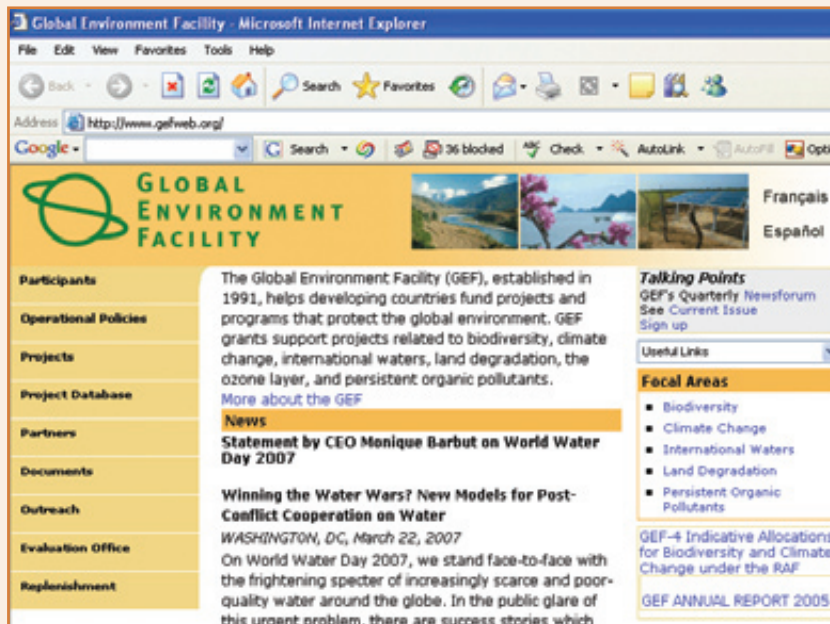 Global Environment Facility - Microsoft Internet Explorer
File Edit View Favorites Tools Help
Back Search Favorites
Address http://www.gefweb.org/
Google Search 36 blocked Check AutoLink AutoFill Opti
GLOBAL
ENVIRONMENT
FACILITY
Français
Español
Participants
Operational Policies
Projects
Project Database
Partners
Documents
Outreach
Evaluation Office
Replenishment
The Global Environment Facility (GEF), established in
1991, helps developing countries fund projects and
programs that protect the global environment. GEF
grants support projects related to biodiversity, climate
change, international waters, land degradation, the
ozone layer, and persistent organic pollutants.
More about the GEF
News
Statement by CEO Monique Barbut on World Water
Day 2007
Winning the Water Wars? New Models for Post-
Conflict Cooperation on Water
WASHINGTON, DC, March 22, 2007
On World Water Day 2007, we stand face-to-face with
the frightening specter of increasingly scarce and poor-
quality water around the globe. In the public glare of
this urgent problem, there are success stories which
Talking Points
GEF's Quarterly Newsforum
See Current Issue
Sign up
Useful Links
Focal Areas
Biodiversity
Climate Change
International Waters
Land Degradation
Persistent Organic
Pollutants
GEF-4 Indicative Allocations
for Biodiversity and Climate
Change under the RAF
GEF ANNUAL REPORT 2005